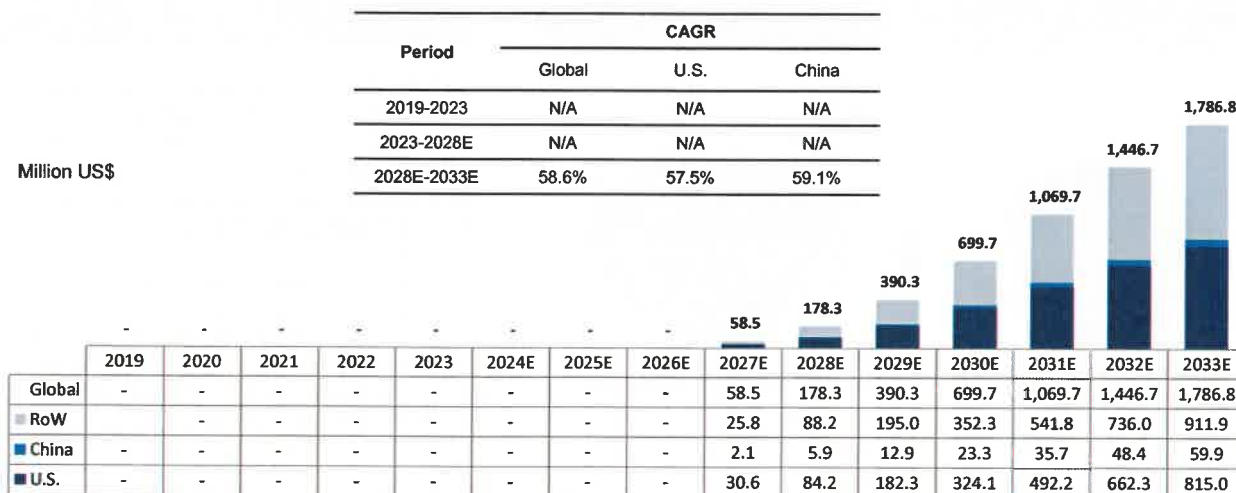 Period CAGR
Global U.S. China
2019-2023 N/A N/A N/A
2023-2028E N/A N/A N/A
2028E-2033E 58.6% 57.5% 59.1%
Million US$
1,786.8
1,446.7
1,069.7
699.7
390.3
178.3
58.5
- - - - - - - -
2019 2020 2021 2022 2023 2024E 2025E 2026E 2027E 2028E 2029E 2030E 2031E 2032E 2033E
Global - - - - - - - - 58.5 178.3 390.3 699.7 1,069.7 1,446.7 1,786.8
RoW - - - - - - - 25.8 88.2 195.0 352.3 541.8 736.0 911.9
China - - - - - - - - 2.1 5.9 12.9 23.3 35.7 48.4 59.9
U.S. - - - - - - - - 30.6 84.2 182.3 324.1 492.2 662.3 815.0